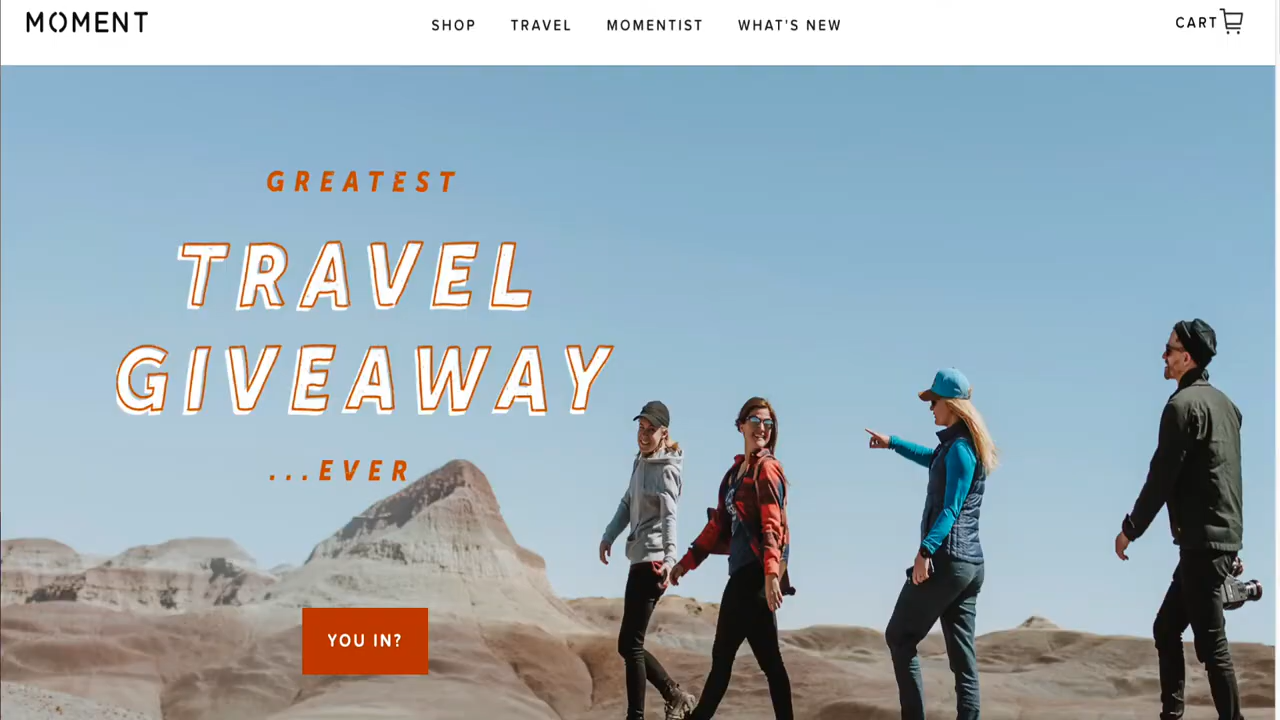 MOMENT
SHOP TRAVEL MOMENTIST WHAT'S NEW
CART
GREATEST
TRAVEL
GIVEAWAY
...EVER
YOU IN?